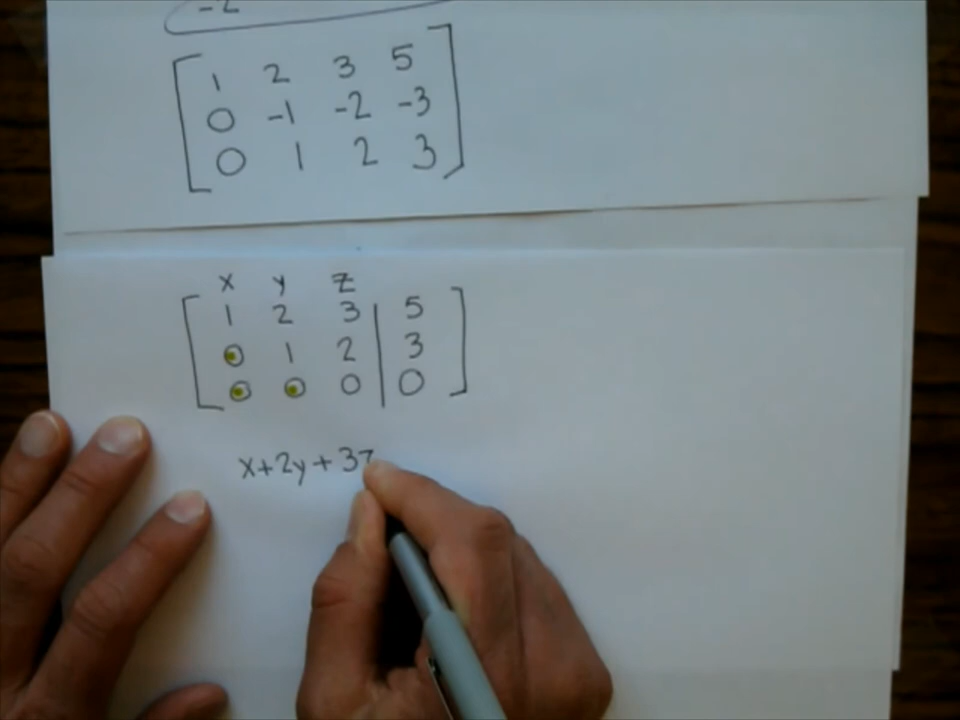 -2
1 2 3 5
0 -1 -2 -3
0 1 2 3
x y z
1 2 3 | 5
0 1 2 | 3
0 0 0 | 0
x+2y+3z